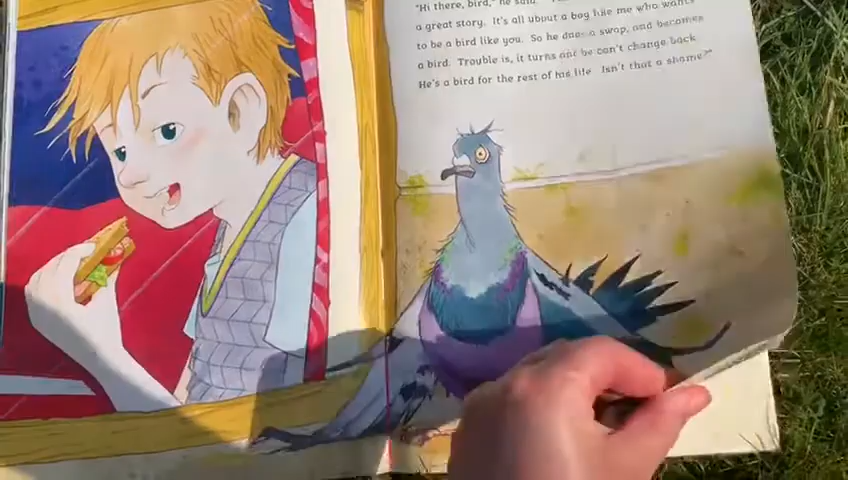 "Hi there, bird," he said.
a great story. It's all about a boy like me who wants
to be a bird like you. So he does a swap, and becomes
a bird. Trouble is, it turns out he can't change back.
He's a bird for the rest of his life. Isn't that a shame?"